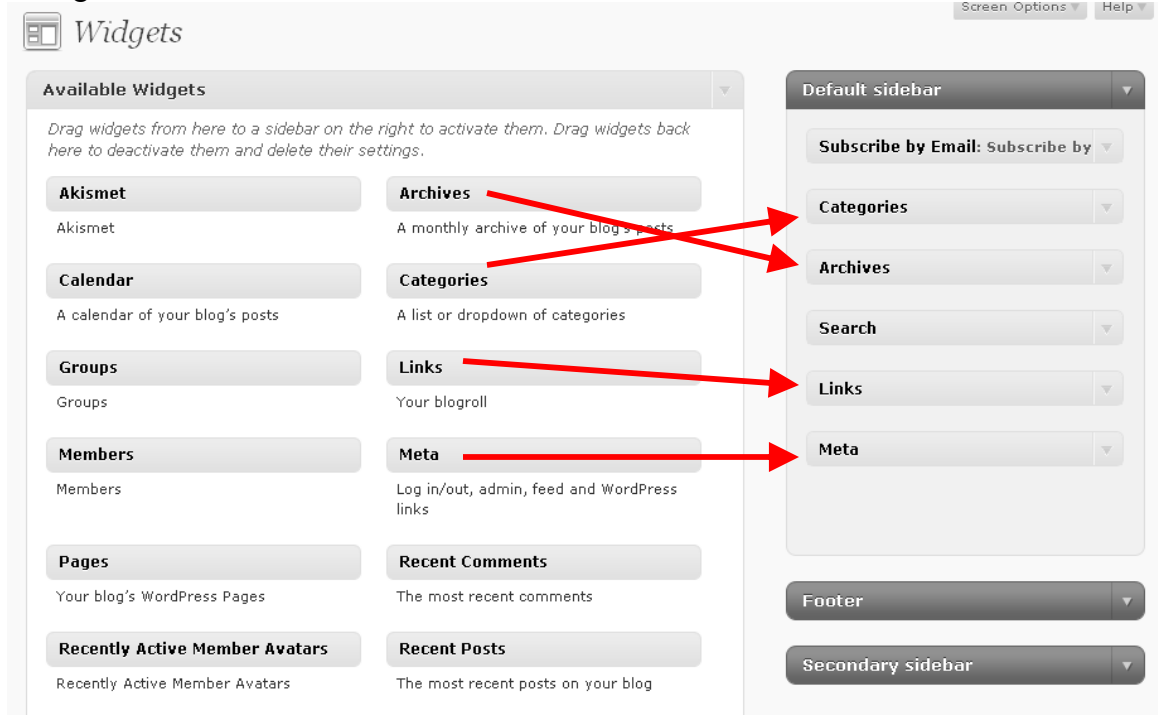 Screen Options Help
Widgets
Available Widgets
Drag widgets from here to a sidebar on the right to activate them. Drag widgets back
here to deactivate them and delete their settings.
Akismet
Akismet
Archives
A monthly archive of your blog's posts
Calendar
A calendar of your blog's posts
Categories
A list or dropdown of categories
Groups
Groups
Links
Your blogroll
Members
Members
Meta
Log in/out, admin, feed and WordPress
links
Pages
Your blog's WordPress Pages
Recent Comments
The most recent comments
Recently Active Member Avatars
Recently Active Member Avatars
Recent Posts
The most recent posts on your blog
Default sidebar
Subscribe by Email: Subscribe by
Categories
Archives
Search
Links
Meta
Footer
Secondary sidebar